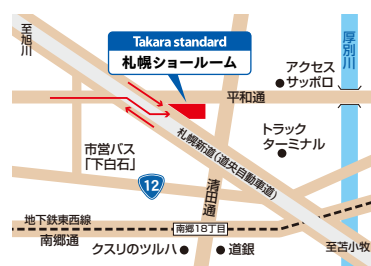 至旭川
Takara standard
札幌ショールーム
厚別川
アクセス
サッポロ
平和通
札幌新道(道央自動車道)
トラック
ターミナル
市営バス
「下白石」
12
清田通
地下鉄東西線
南郷18丁目
南郷通
クスリのツルハ
道銀
至苫小牧